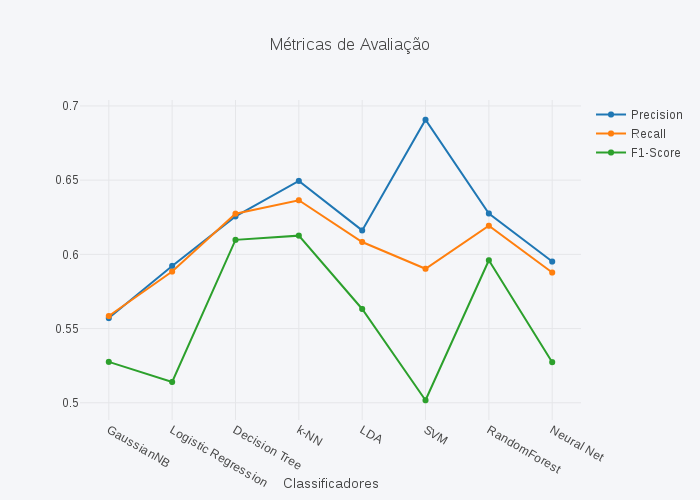 Métricas de Avaliação
0.7
0.65
0.6
0.55
0.5
Precision
Recall
F1-Score
GaussianNB
Logistic Regression
Decision Tree
k-NN
LDA
SVM
RandomForest
Neural Net
Classificadores